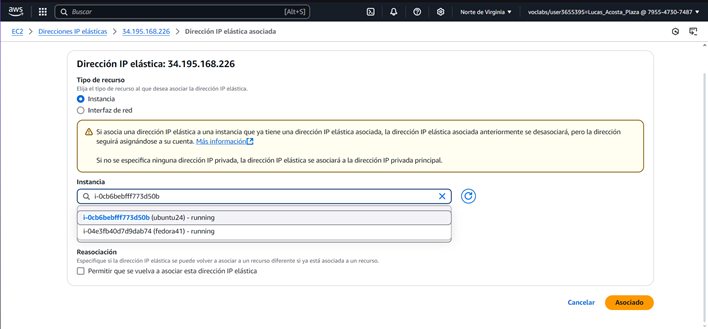 aws
Buscar
[Alt+S]
Norte de Virginia
voclabs/user3655395=Lucas_Acosta_Plaza @ 7955-4730-7487
EC2 > Direcciones IP elásticas > 34.195.168.226 > Dirección IP elástica asociada
Dirección IP elástica: 34.195.168.226
Tipo de recurso
Elija el tipo de recurso al que desea asociar la dirección IP elástica.
Instancia
Interfaz de red
Si asocia una dirección IP elástica a una instancia que ya tiene una dirección IP elástica asociada, la dirección IP elástica asociada anteriormente se desasociará, pero la dirección
seguirá asignándose a su cuenta. Más información
Si no se especifica ninguna dirección IP privada, la dirección IP elástica se asociará a la dirección IP privada principal.
Instancia
i-0cb6bebfff773d50b
i-0cb6bebfff773d50b (ubuntu24) - running
i-04e3fb40d7d9dab74 (fedora41) - running
Reasociación
Especifique si la dirección IP elástica se puede volver a asociar a un recurso diferente si ya está asociada a un recurso.
Permitir que se vuelva a asociar esta dirección IP elástica
Cancelar
Asociado